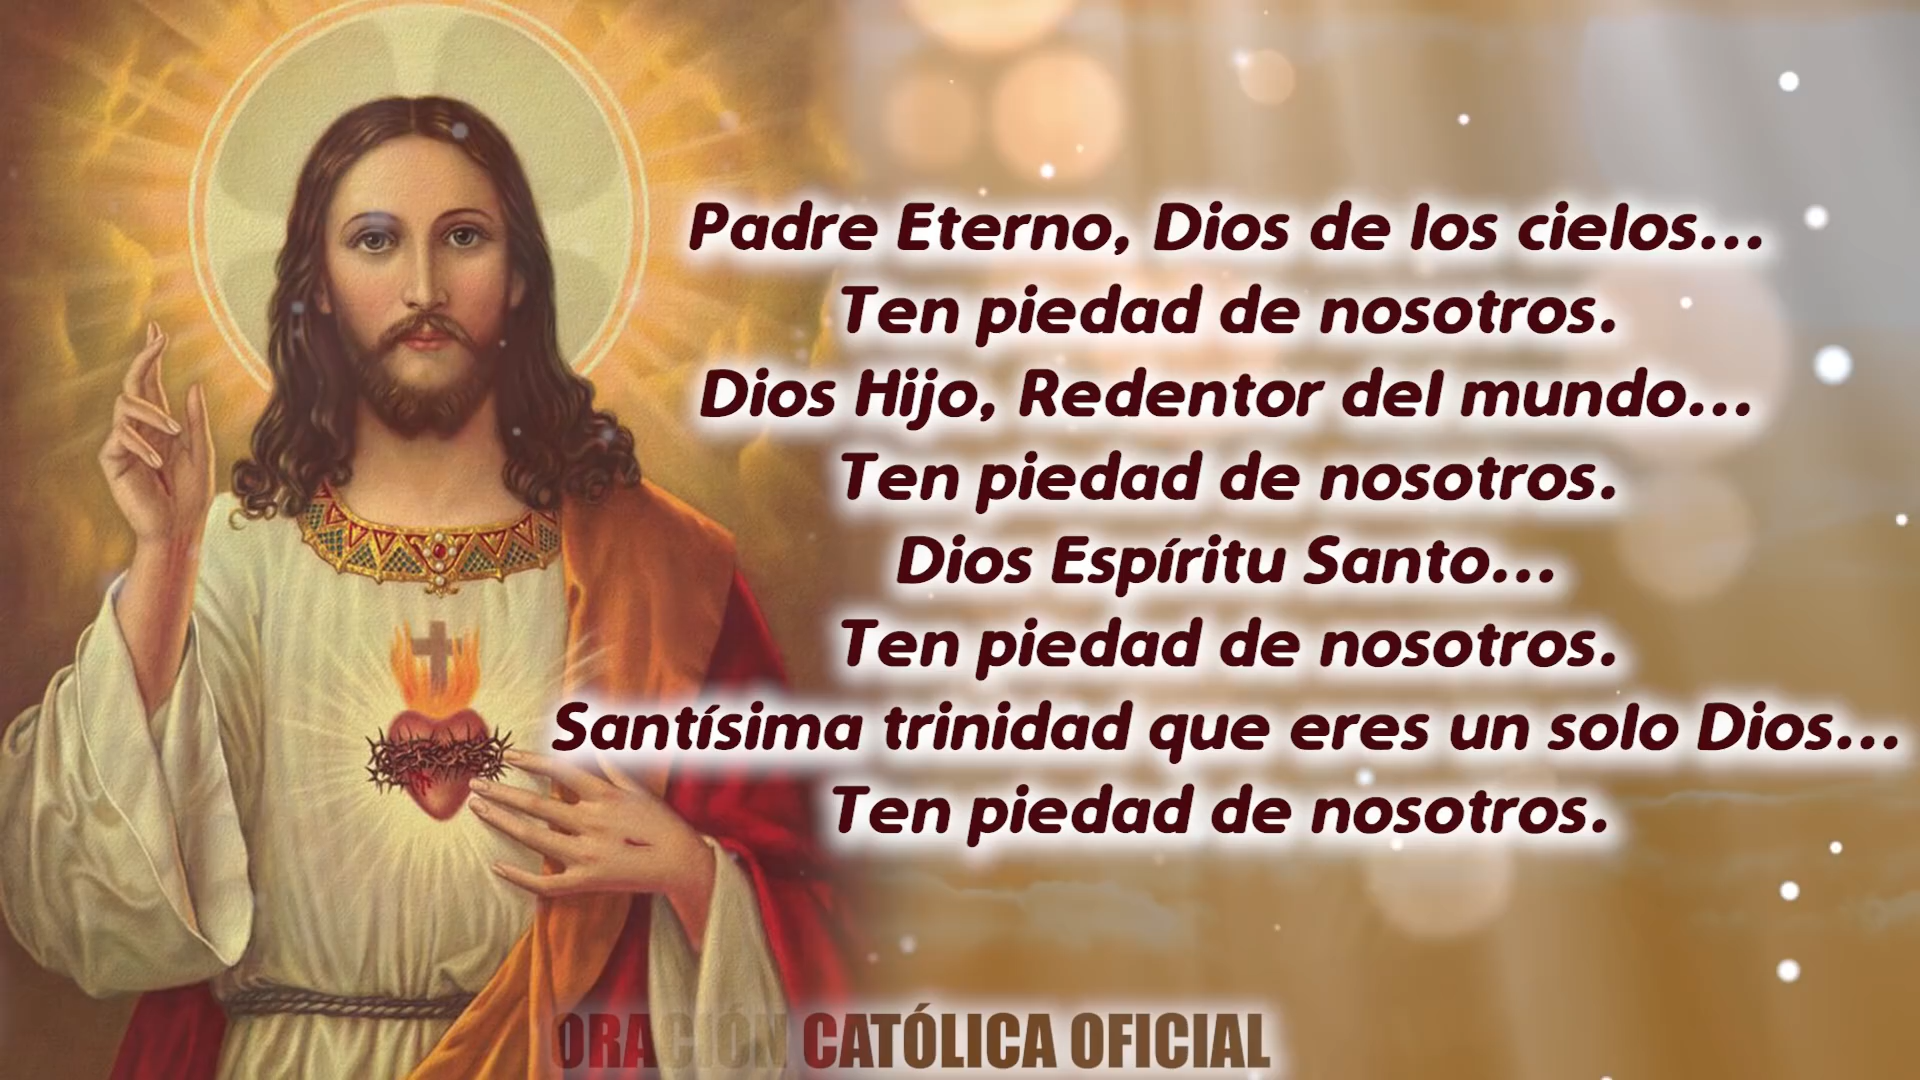 Padre Eterno, Dios de los cielos...
Ten piedad de nosotros.
Dios Hijo, Redentor del mundo...
Ten piedad de nosotros.
Dios Espíritu Santo...
Ten piedad de nosotros.
Santísima trinidad que eres un solo Dios...
Ten piedad de nosotros.
ORACIÓN CATÓLICA OFICIAL